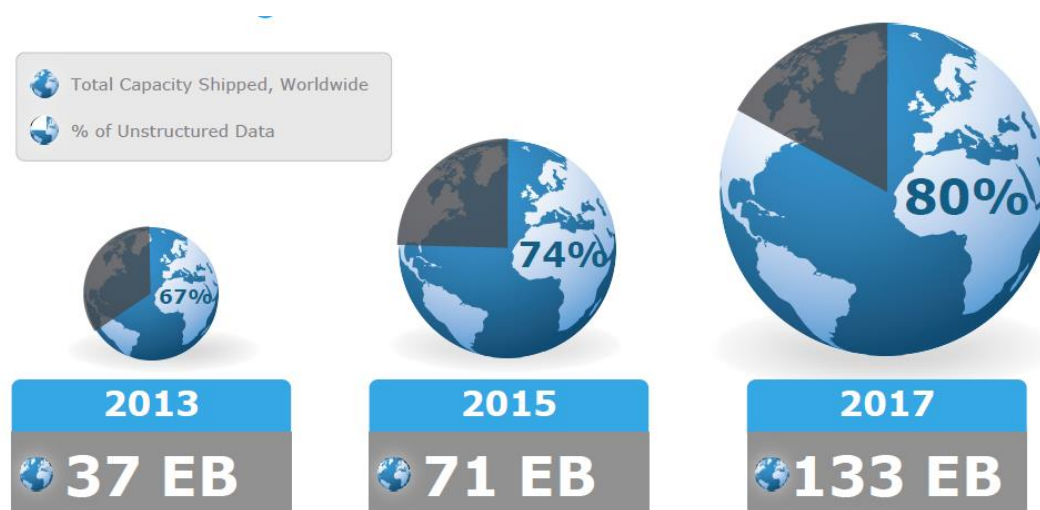 Total Capacity Shipped, Worldwide
% of Unstructured Data
67%
74%
80%
2013
2015
2017
37 EB
71 EB
133 EB